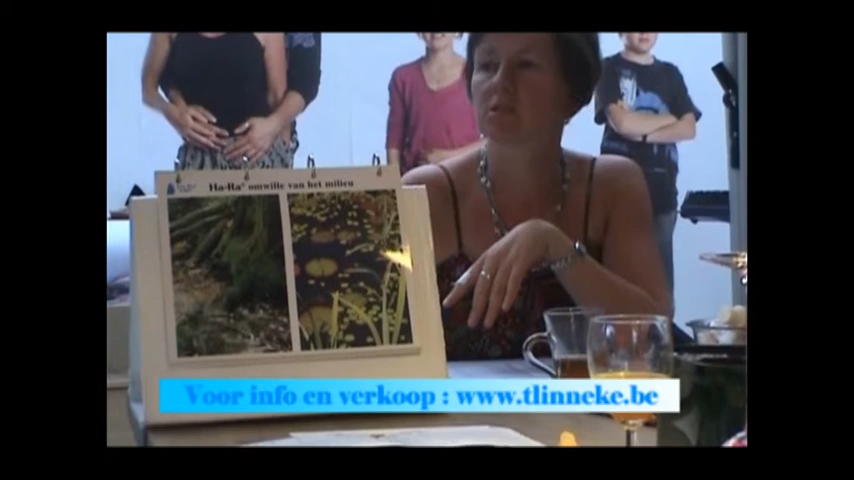 Ha-Ra® omwille van het milieu
Voor info en verkoop : www.tlinneke.be